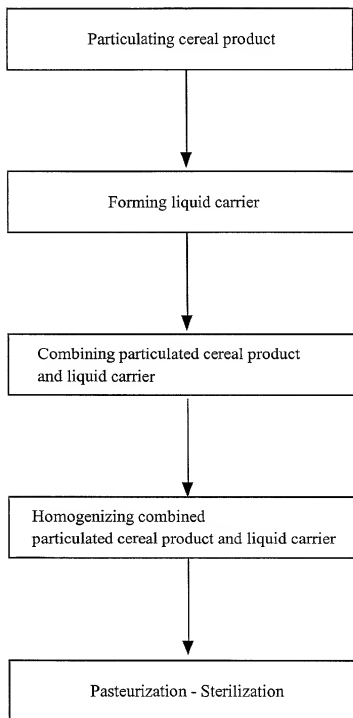 Particulating cereal product
Forming liquid carrier
Combining particulated cereal product
and liquid carrier
Homogenizing combined
particulated cereal product and liquid carrier
Pasteurization - Sterilization